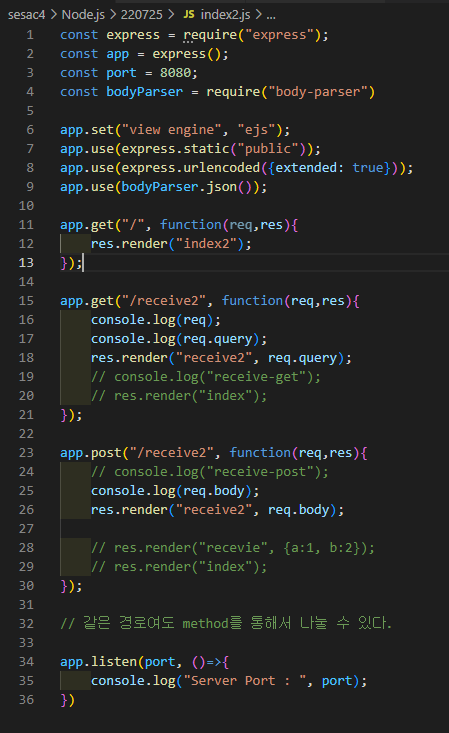 sesac4 > Node.js > 220725 > JS index2.js > ...
1 const express = require("express");
2 const app = express();
3 const port = 8080;
4 const bodyParser = require("body-parser")
5
6 app.set("view engine", "ejs");
7 app.use(express.static("public"));
8 app.use(express.urlencoded({extended: true}));
9 app.use(bodyParser.json());
10
11 app.get("/", function(req,res){
12     res.render("index2");
13 });
14
15 app.get("/receive2", function(req,res){
16     console.log(req);
17     console.log(req.query);
18     res.render("receive2", req.query);
19     // console.log("receive-get");
20     // res.render("index");
21 });
22
23 app.post("/receive2", function(req,res){
24     // console.log("receive-post");
25     console.log(req.body);
26     res.render("receive2", req.body);
27
28     // res.render("recevie", {a:1, b:2});
29     // res.render("index");
30 });
31
32 // 같은 경로여도 method를 통해서 나눌 수 있다.
33
34 app.listen(port, ()=>{
35     console.log("Server Port : ", port);
36 })